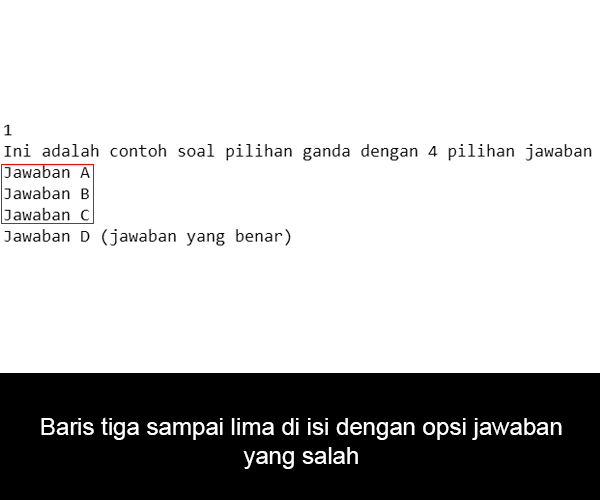 1
Ini adalah contoh soal pilihan ganda dengan 4 pilihan jawaban
Jawaban A
Jawaban B
Jawaban C
Jawaban D (jawaban yang benar)
Baris tiga sampai lima di isi dengan opsi jawaban
yang salah